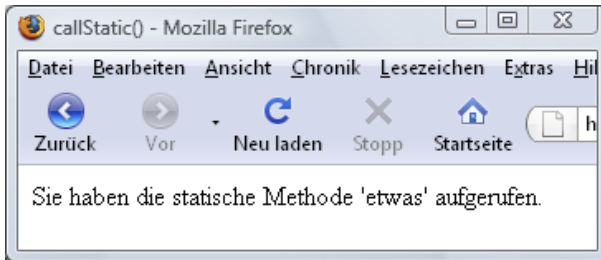 callStatic() - Mozilla Firefox
Datei Bearbeiten Ansicht Chronik Lesezeichen Extras Hil
Zurück Vor Neu laden Stopp Startseite h
Sie haben die statische Methode 'etwas' aufgerufen.